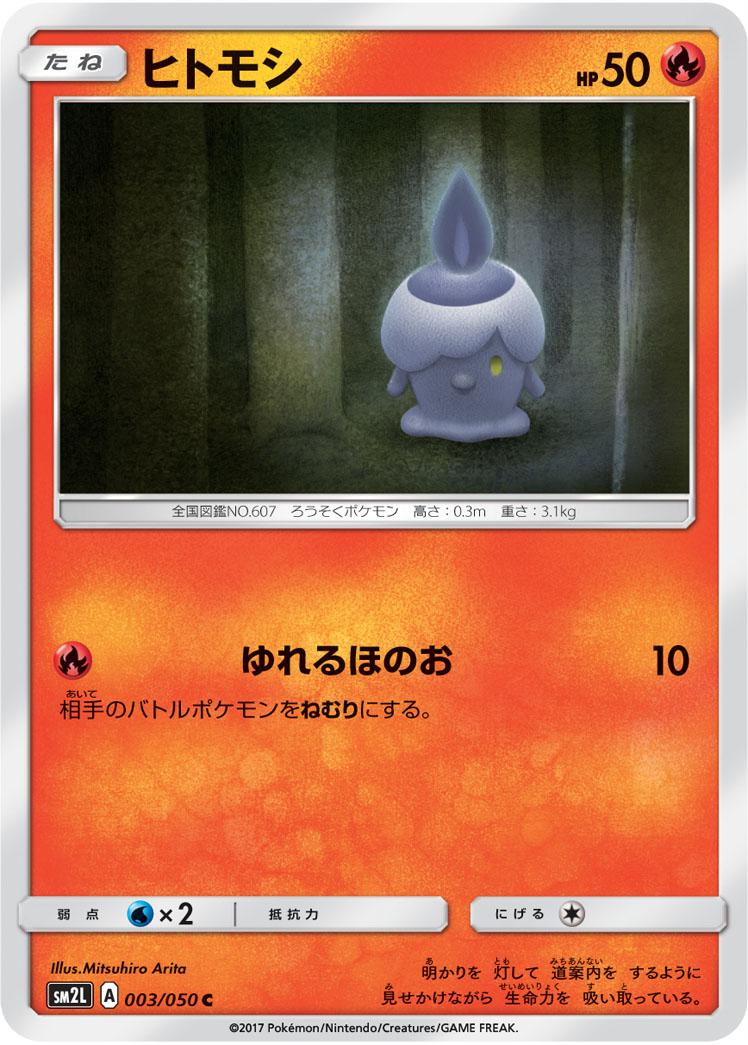 たね ヒトモシ HP50
全国図鑑NO.607 ろうそくポケモン 高さ:0.3m 重さ:3.1kg
ゆれるほのお 10
あいて
相手のバトルポケモンをねむりにする。
弱点 ×2 抵抗力 にげる
Illus.Mitsuhiro Arita
あ とも みちあんない
明かりを 灯して 道案内を するように
み せいめいりょく す と
見せかけながら 生命力を 吸い取っている。
SM2L A 003/050 C
©2017 Pokémon/Nintendo/Creatures/GAME FREAK.